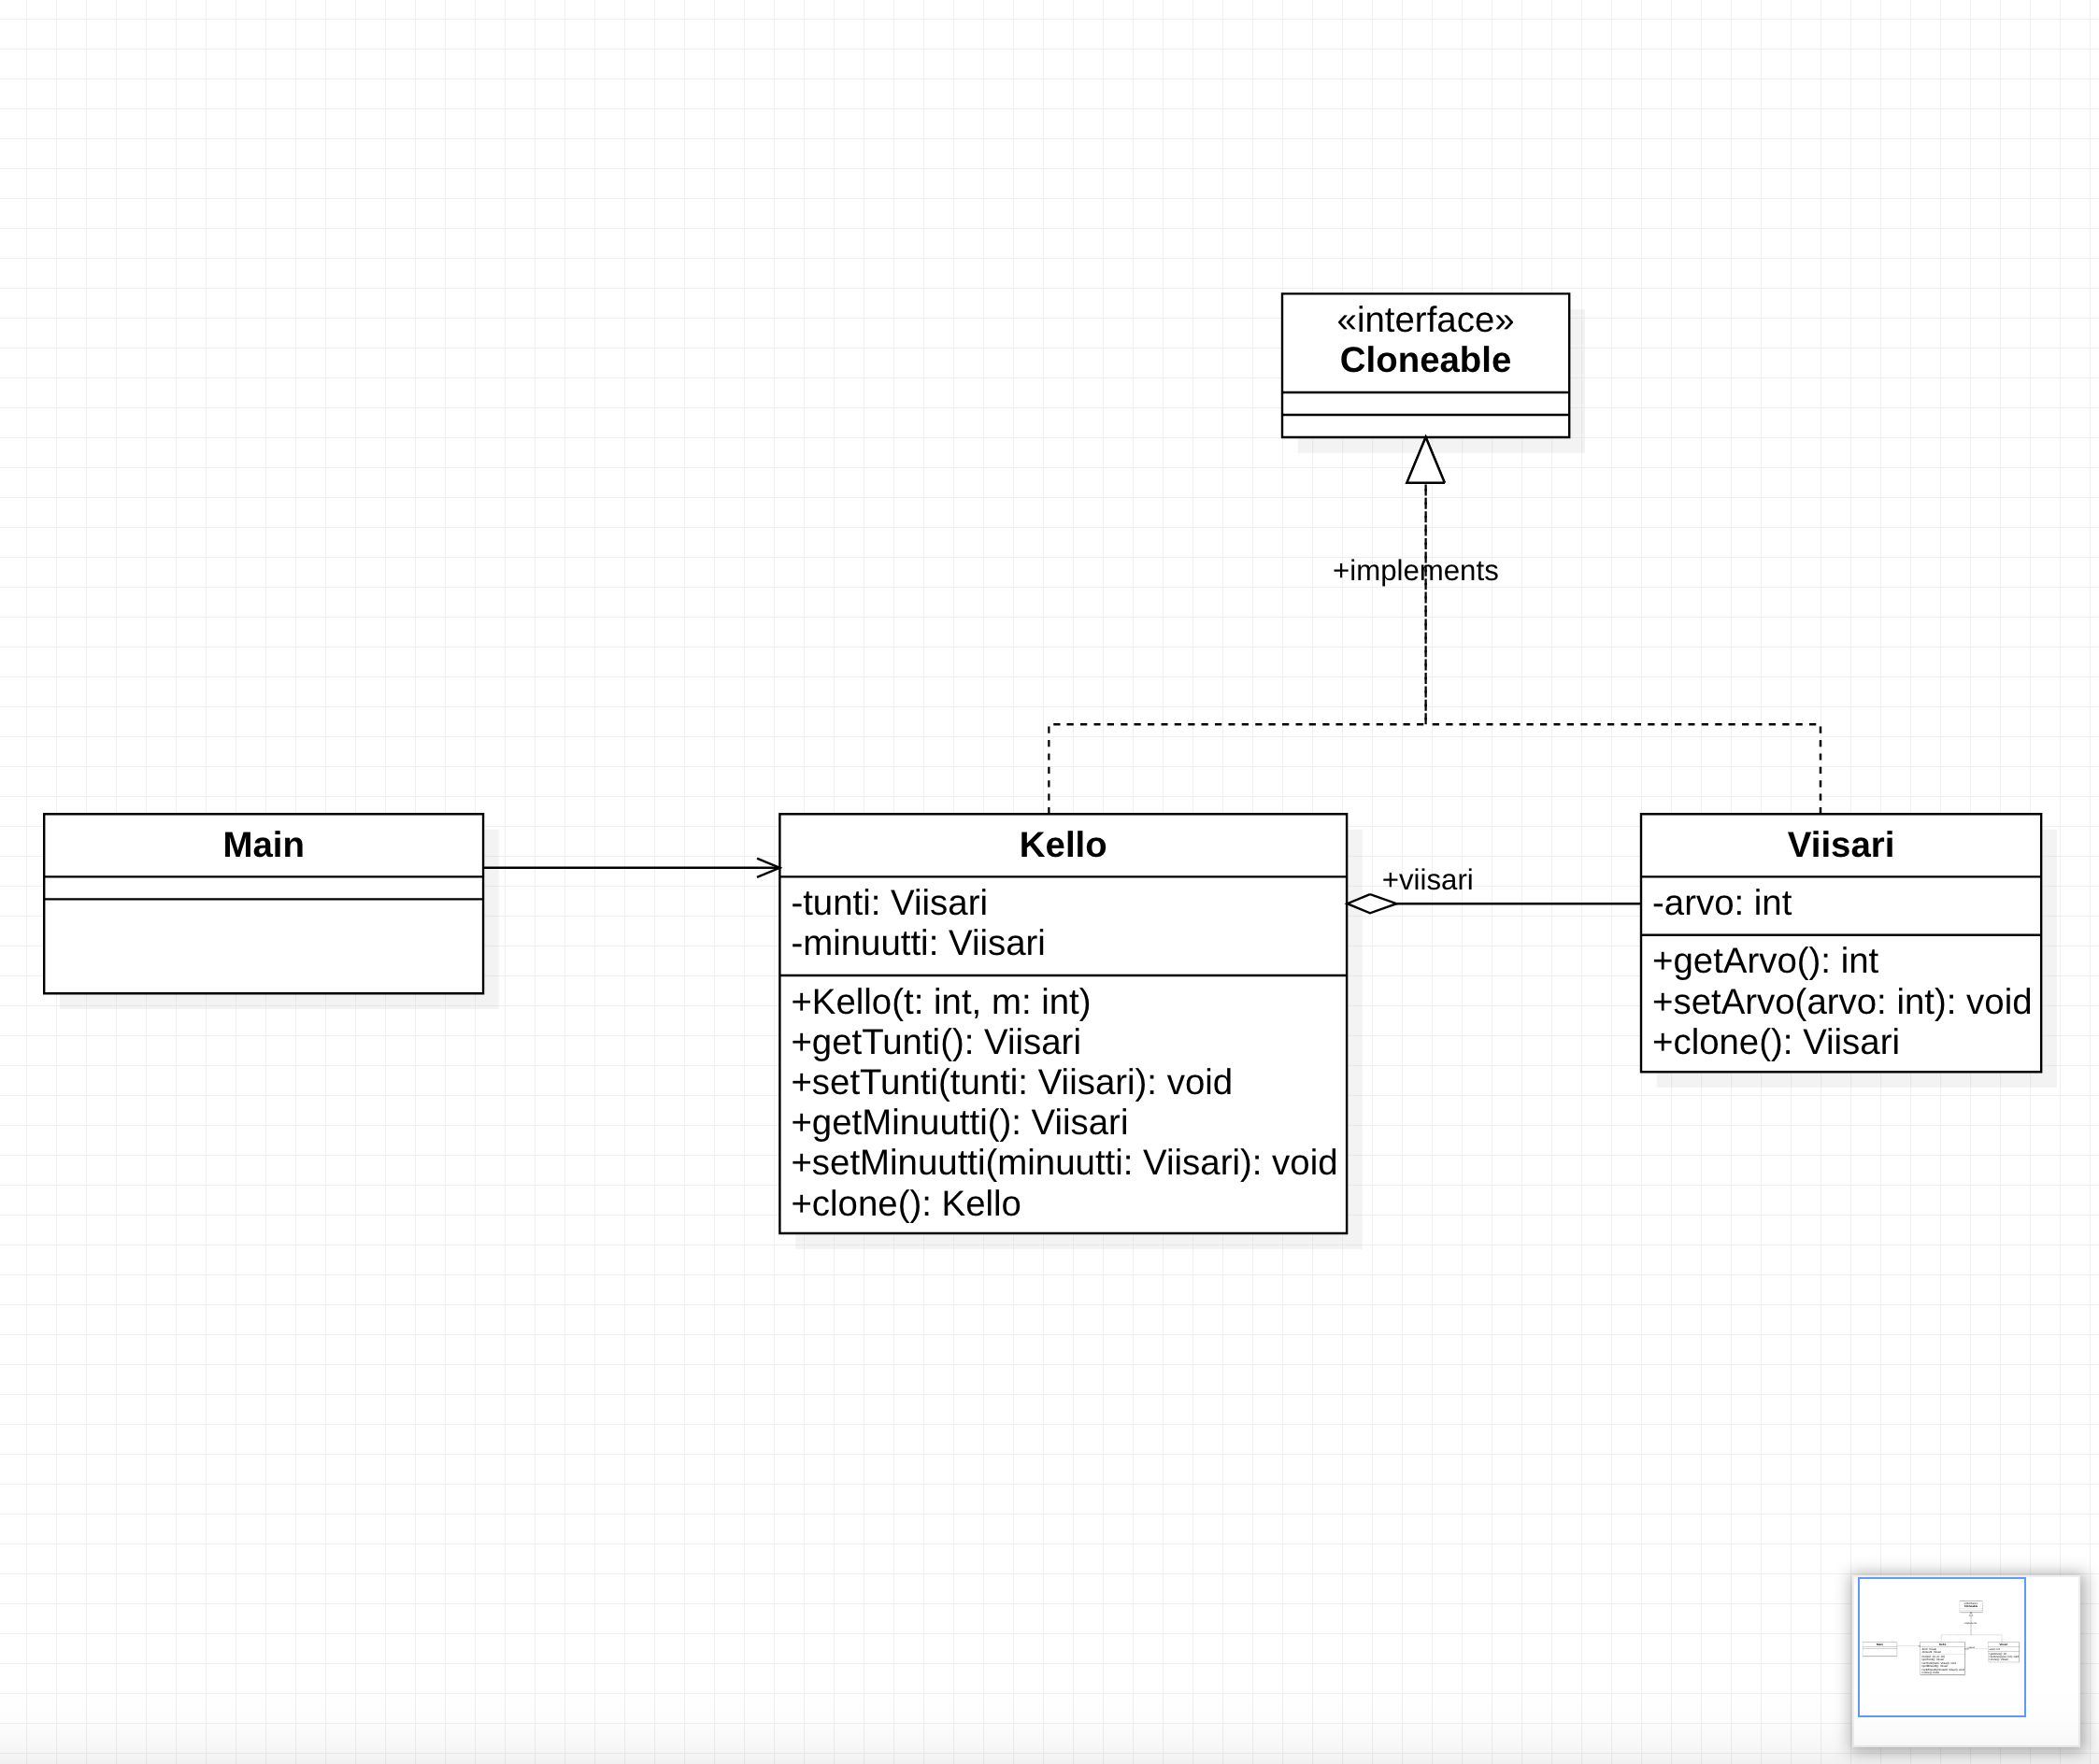 «interface»
Cloneable
+implements
Main
Kello
-tunti: Viisari
-minuutti: Viisari
+Kello(t: int, m: int)
+getTunti(): Viisari
+setTunti(tunti: Viisari): void
+getMinuutti(): Viisari
+setMinuutti(minuutti: Viisari): void
+clone(): Kello
+viisari
Viisari
-arvo: int
+getArvo(): int
+setArvo(arvo: int): void
+clone(): Viisari